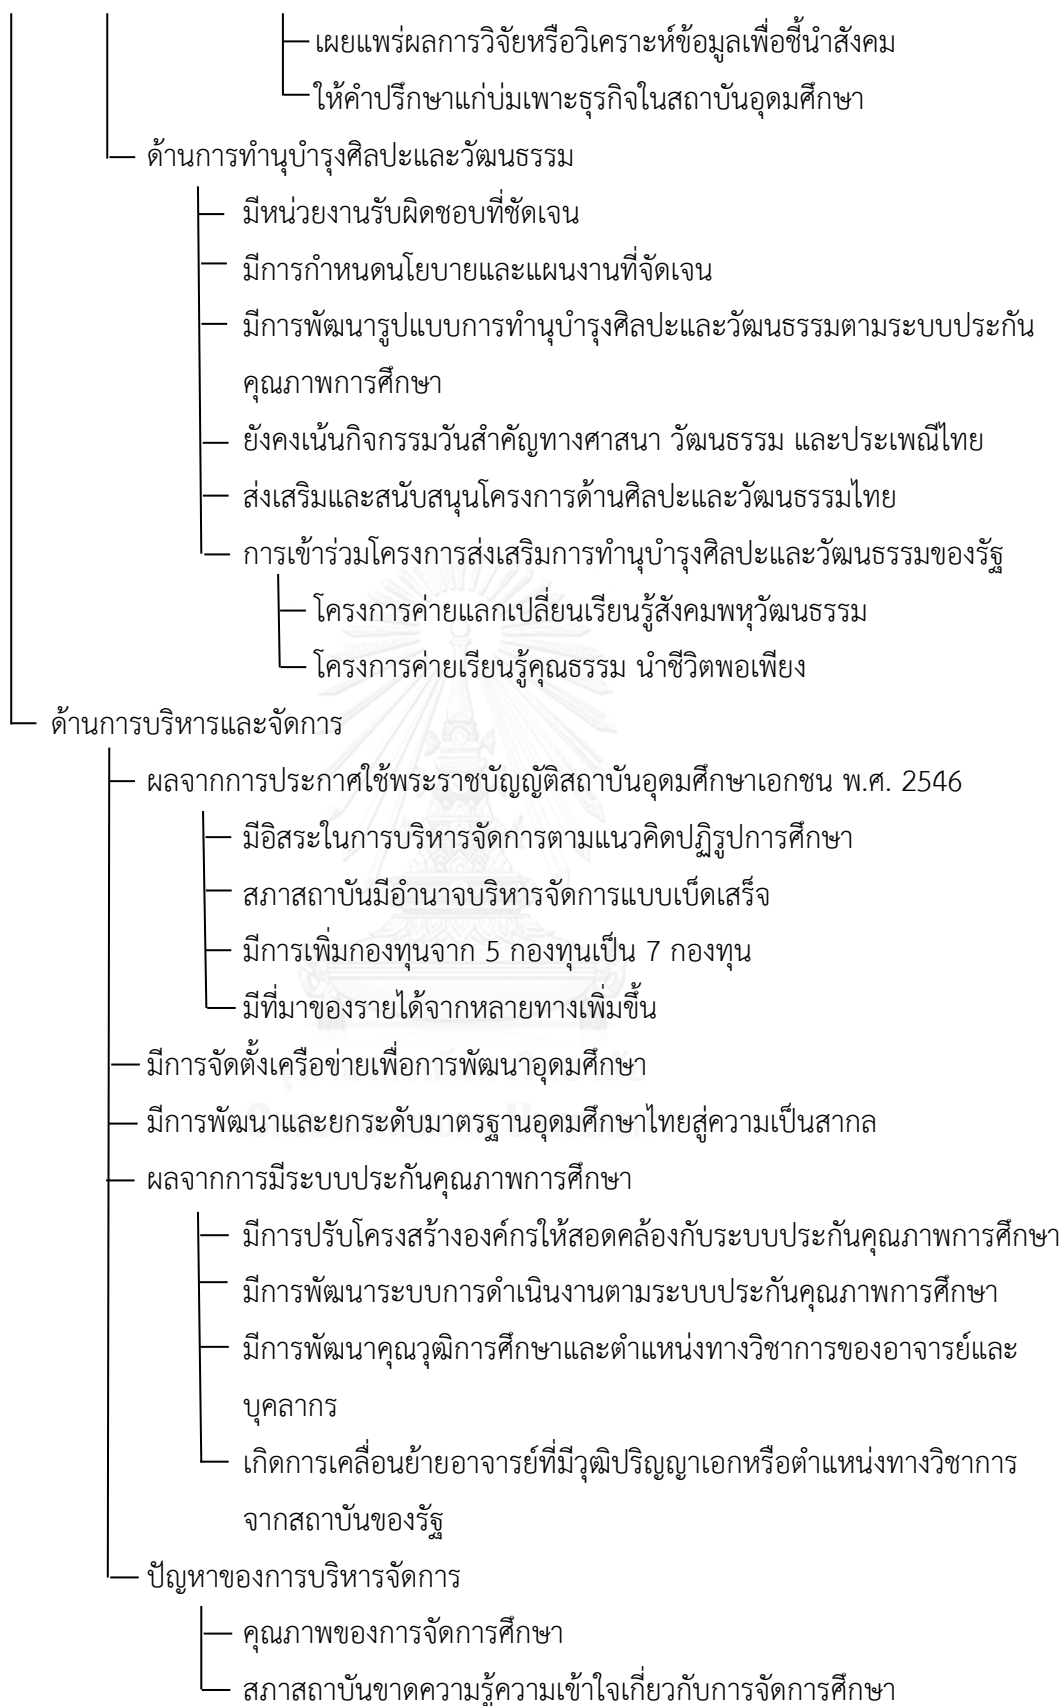 เผยแพร่ผลการวิจัยหรือวิเคราะห์ข้อมูลเพื่อชี้นำสังคม
ให้คำปรึกษาแก่บ่มเพาะธุรกิจในสถาบันอุดมศึกษา
ด้านการทำนุบำรุงศิลปะและวัฒนธรรม
มีหน่วยงานรับผิดชอบที่ชัดเจน
มีการกำหนดนโยบายและแผนงานที่จัดเจน
มีการพัฒนารูปแบบการทำนุบำรุงศิลปะและวัฒนธรรมตามระบบประกัน
คุณภาพการศึกษา
ยังคงเน้นกิจกรรมวันสำคัญทางศาสนา วัฒนธรรม และประเพณีไทย
ส่งเสริมและสนับสนุนโครงการด้านศิลปะและวัฒนธรรมไทย
การเข้าร่วมโครงการส่งเสริมการทำนุบำรุงศิลปะและวัฒนธรรมของรัฐ
โครงการค่ายแลกเปลี่ยนเรียนรู้สังคมพหุวัฒนธรรม
โครงการค่ายเรียนรู้คุณธรรม นำชีวิตพอเพียง
ด้านการบริหารและจัดการ
ผลจากการประกาศใช้พระราชบัญญัติสถาบันอุดมศึกษาเอกชน พ.ศ. 2546
มีอิสระในการบริหารจัดการตามแนวคิดปฏิรูปการศึกษา
สภาสถาบันมีอำนาจบริหารจัดการแบบเบ็ดเสร็จ
มีการเพิ่มกองทุนจาก 5 กองทุนเป็น 7 กองทุน
มีที่มาของรายได้จากหลายทางเพิ่มขึ้น
มีการจัดตั้งเครือข่ายเพื่อการพัฒนาอุดมศึกษา
มีการพัฒนาและยกระดับมาตรฐานอุดมศึกษาไทยสู่ความเป็นสากล
ผลจากการมีระบบประกันคุณภาพการศึกษา
มีการปรับโครงสร้างองค์กรให้สอดคล้องกับระบบประกันคุณภาพการศึกษา
มีการพัฒนาระบบการดำเนินงานตามระบบประกันคุณภาพการศึกษา
มีการพัฒนาคุณวุฒิการศึกษาและตำแหน่งทางวิชาการของอาจารย์และ
บุคลากร
เกิดการเคลื่อนย้ายอาจารย์ที่มีวุฒิปริญญาเอกหรือตำแหน่งทางวิชาการ
จากสถาบันของรัฐ
ปัญหาของการบริหารจัดการ
คุณภาพของการจัดการศึกษา
สภาสถาบันขาดความรู้ความเข้าใจเกี่ยวกับการจัดการศึกษา